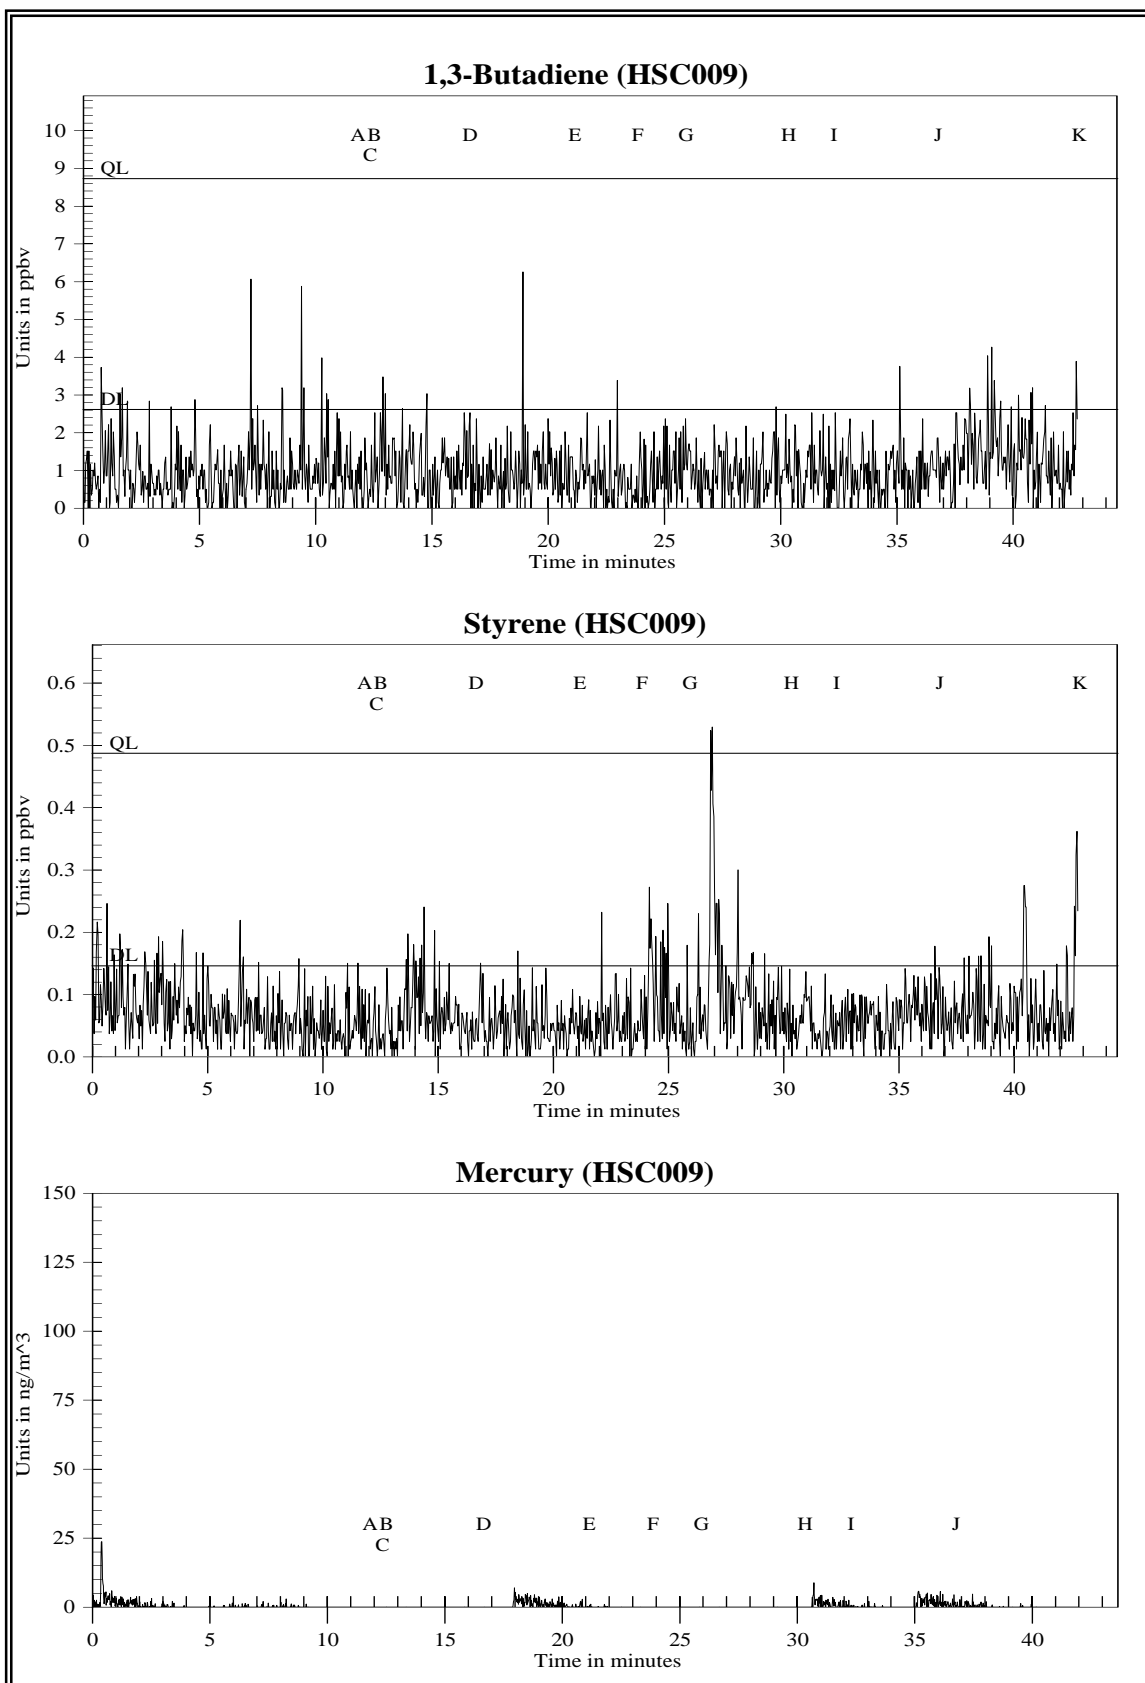 1,3-Butadiene (HSC009)
10
9
8
7
6
5
4
3
2
1
0
Units in ppbv
QL
DL
AB D E F G H I J K
C
0 5 10 15 20 25 30 35 40
Time in minutes
Styrene (HSC009)
0.6
0.5
0.4
0.3
0.2
0.1
0.0
Units in ppbv
QL
DL
AB D E F G H I J K
C
0 5 10 15 20 25 30 35 40
Time in minutes
Mercury (HSC009)
150
125
100
75
50
25
0
Units in ng/m^3
AB D E F G H I J
C
0 5 10 15 20 25 30 35 40
Time in minutes